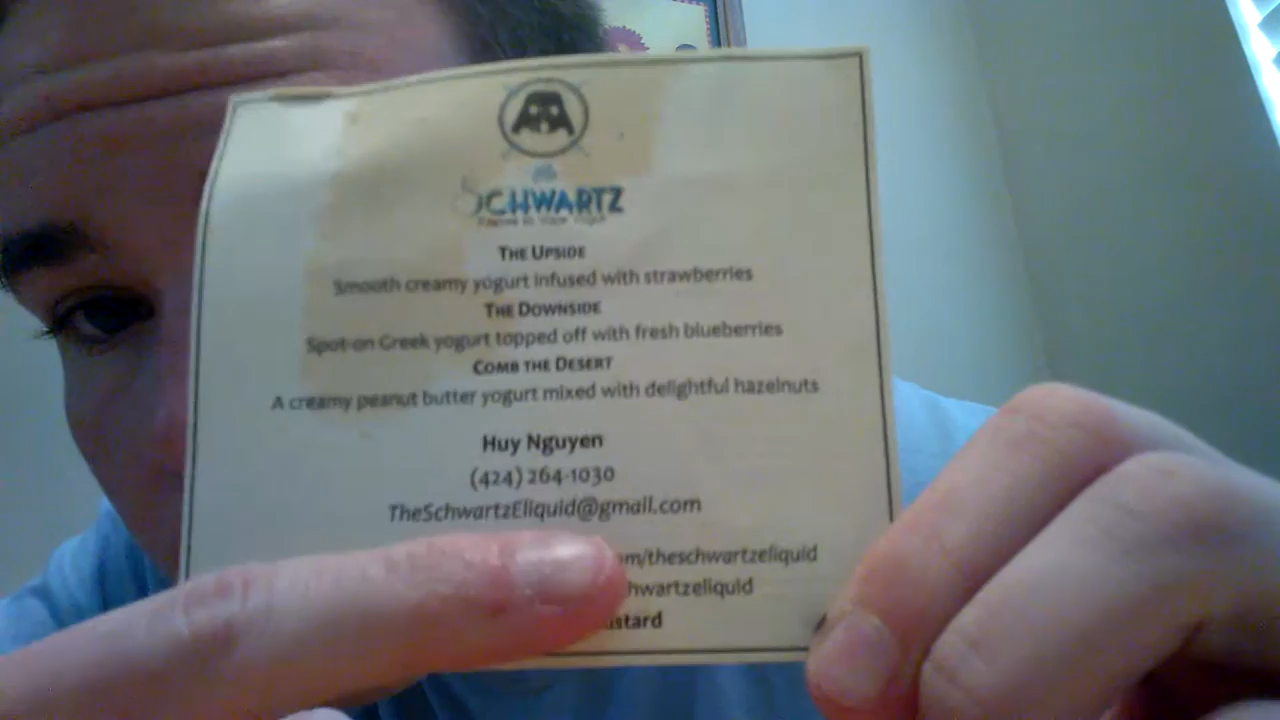 The
SCHWARTZ
THE UPSIDE
Smooth creamy yogurt infused with strawberries
THE DOWNSIDE
Spot-on Greek yogurt topped off with fresh blueberries
COMB THE DESERT
A creamy peanut butter yogurt mixed with delightful hazelnuts
Huy Nguyen
(424) 264-1030
TheSchwartzEliquid@gmail.com
om/theschwartzeliquid
hwartzeliquid
ustard